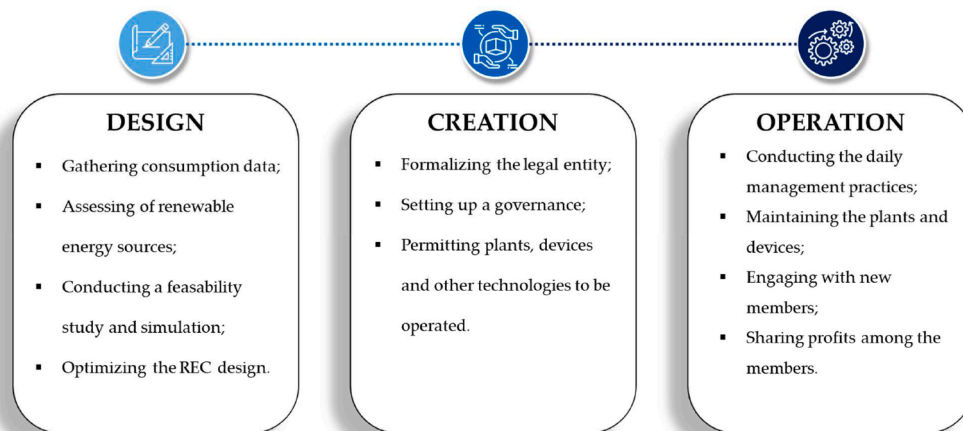 DESIGN
▪ Gathering consumption data;
▪ Assessing of renewable
energy sources;
▪ Conducting a feasability
study and simulation;
▪ Optimizing the REC design.
CREATION
▪ Formalizing the legal entity;
▪ Setting up a governance;
▪ Permitting plants, devices
and other technologies to be
operated.
OPERATION
▪ Conducting the daily
management practices;
▪ Maintaining the plants and
devices;
▪ Engaging with new
members;
▪ Sharing profits among the
members.